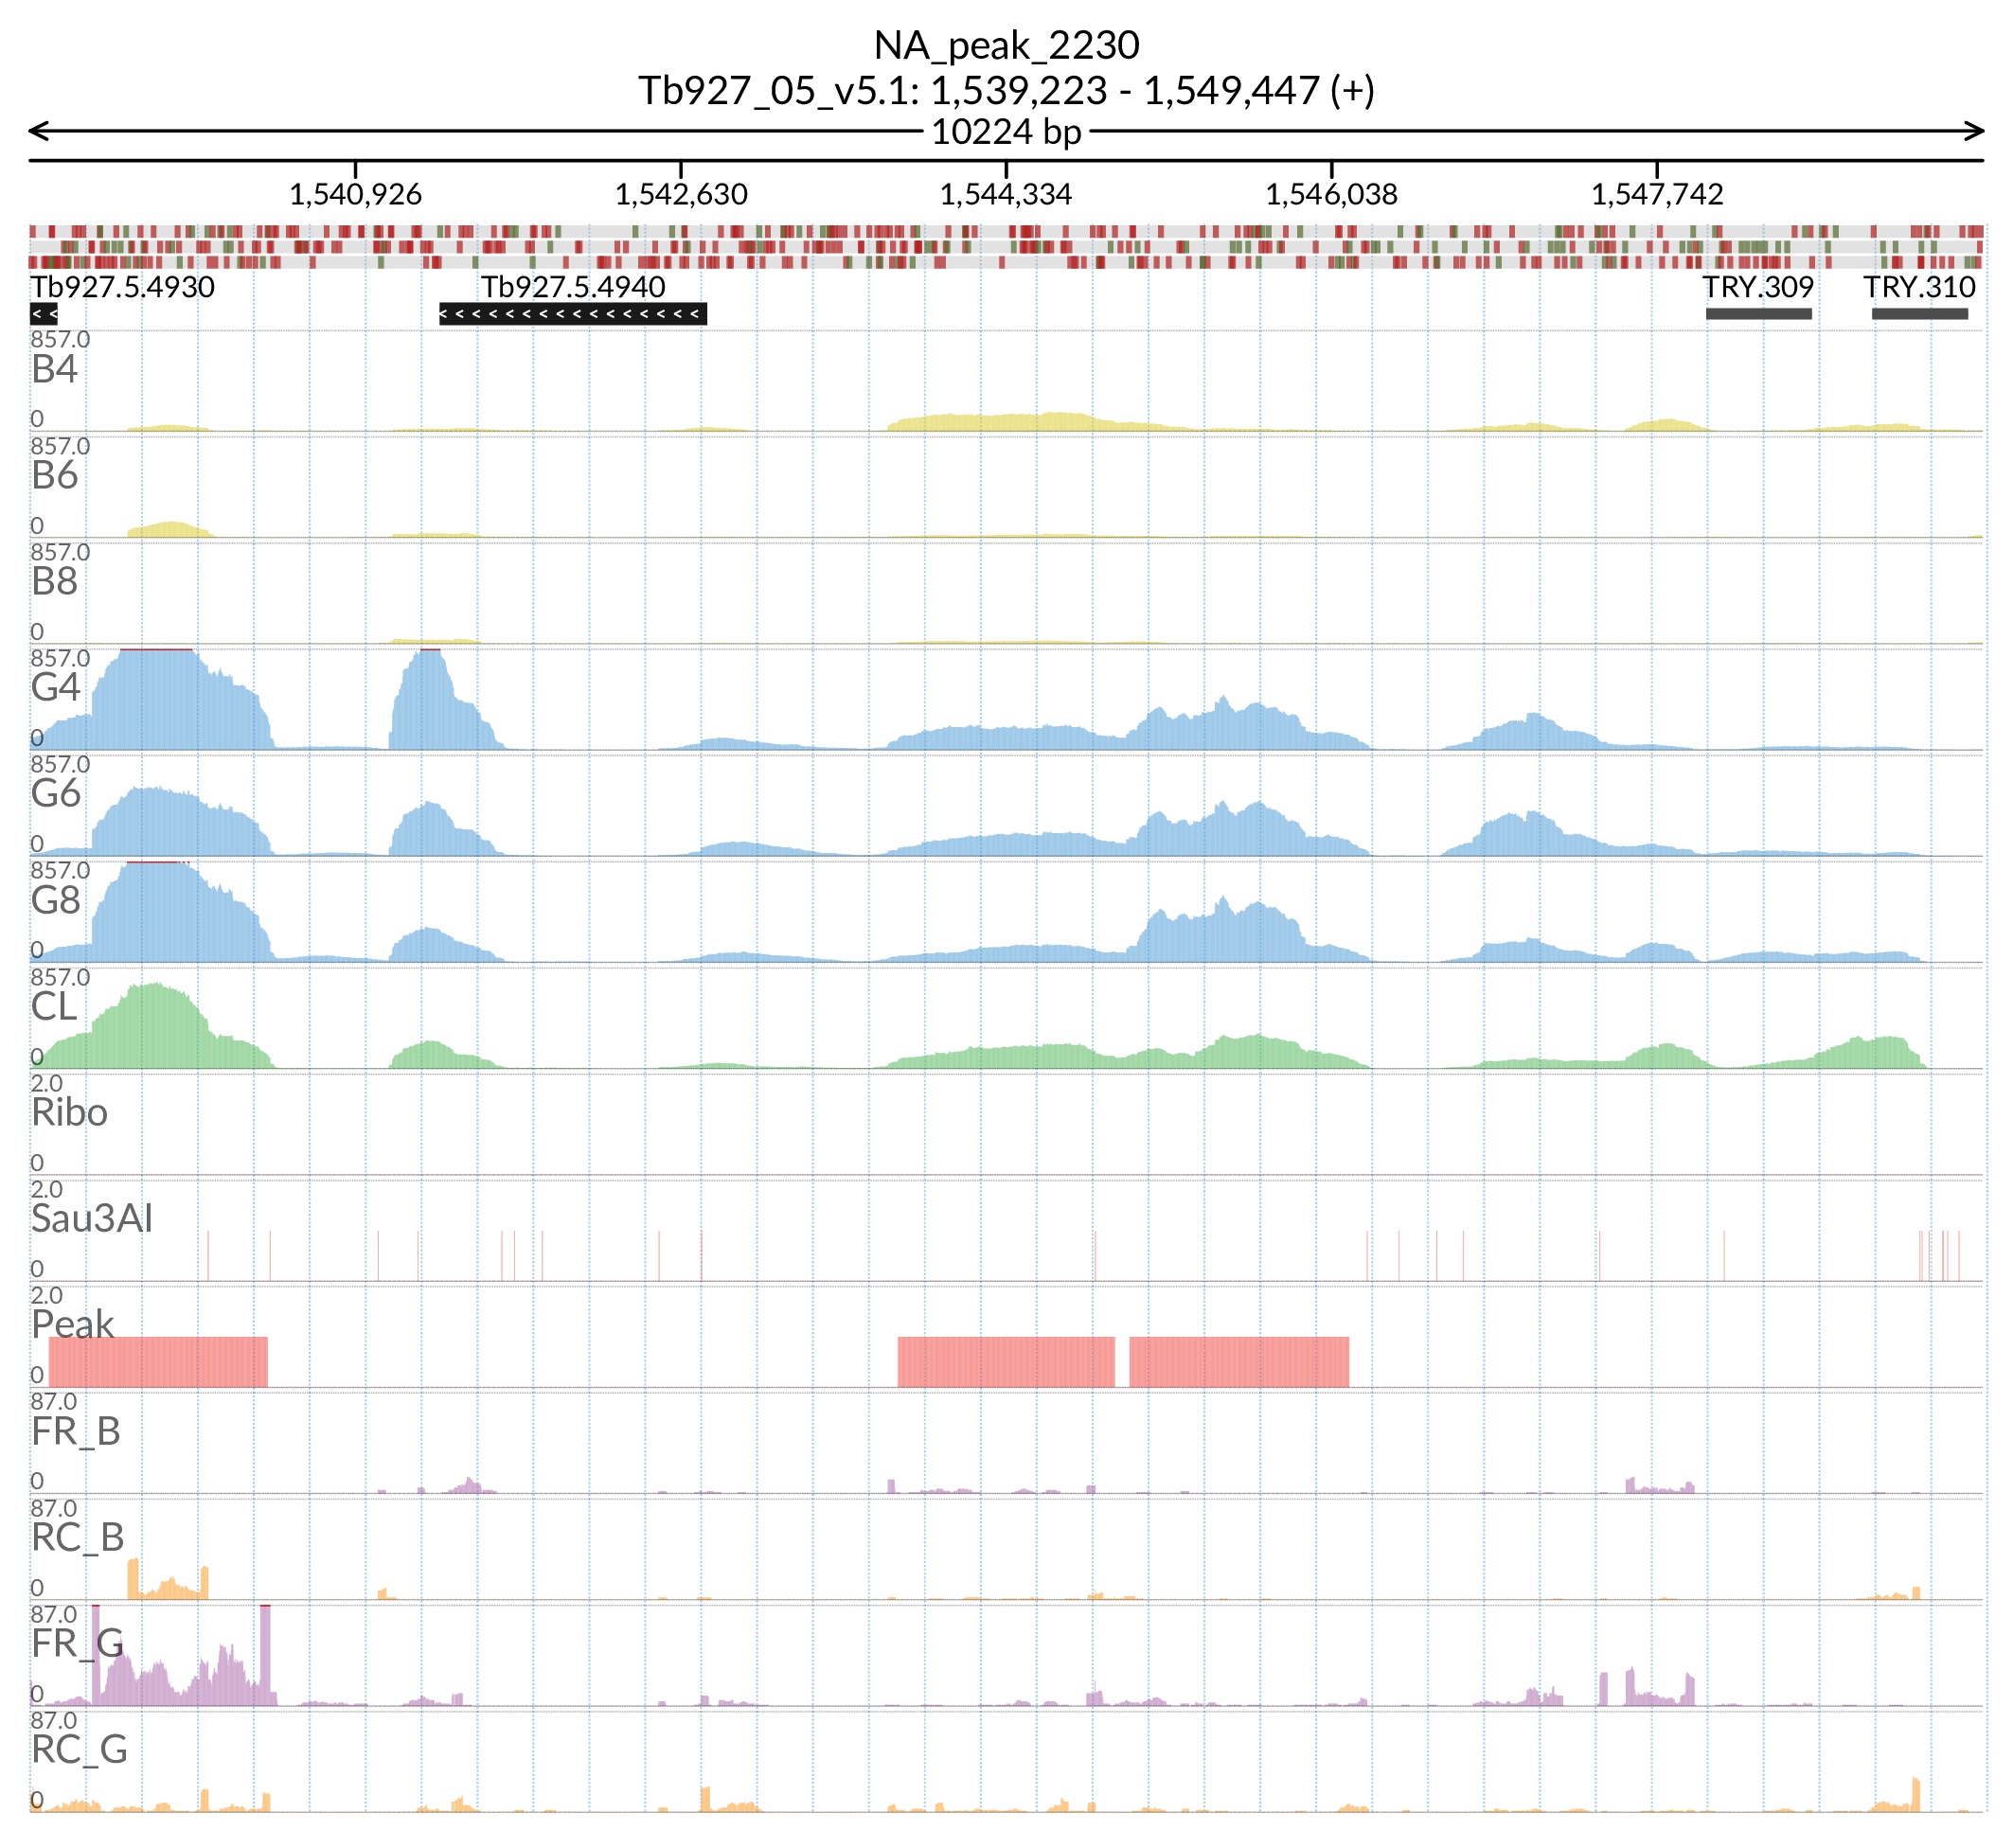 NA_peak_2230
Tb927_05_v5.1: 1,539,223 - 1,549,447 (+)
10224 bp
1,540,926 1,542,630 1,544,334 1,546,038 1,547,742
Tb927.5.4930 Tb927.5.4940 TRY.309 TRY.310
857.0
B4
0
857.0
B6
0
857.0
B8
0
857.0
G4
0
857.0
G6
0
857.0
G8
0
857.0
CL
0
2.0
Ribo
0
2.0
Sau3AI
0
2.0
Peak
0
87.0
FR_B
0
87.0
RC_B
0
87.0
FR_G
0
87.0
RC_G
0